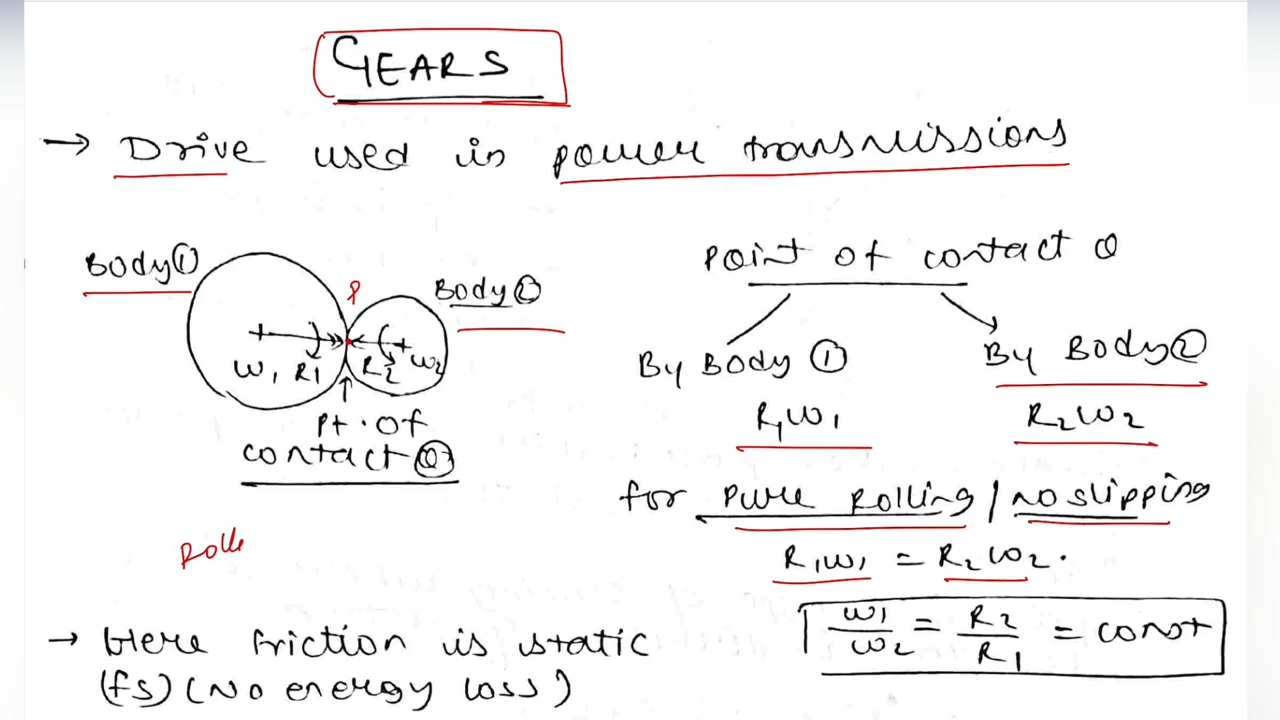 GEARS
→ Drive used in power transmissions
Body①
P
Body②
ω1 R1 R2 ω2
Pt. of
contact Q
Point of contact Q
By Body ①
By Body②
R1ω1
R2ω2
for pure Rolling / no slipping
R1ω1 = R2ω2.
ω1/ω2 = R2/R1 = const
Rolle
→ Here friction is static
(fs) (No energy loss)